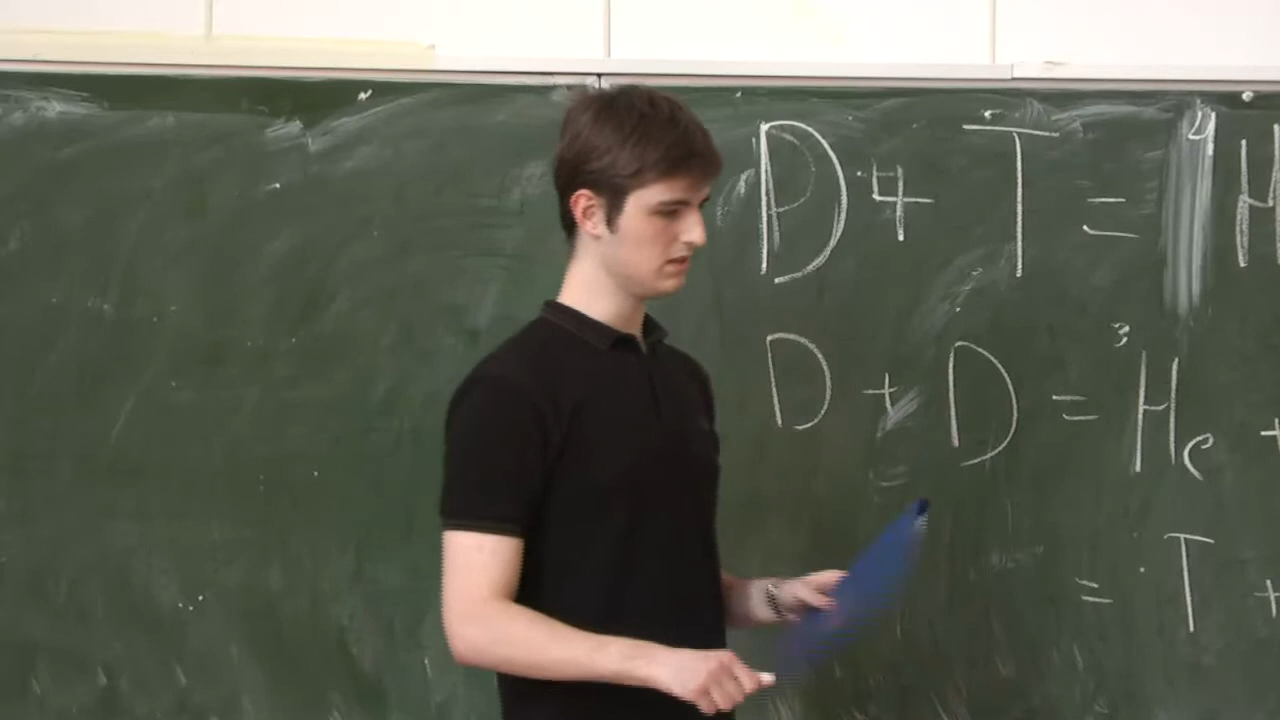 D + T = ⁴H
D + D = ³He +
= T +